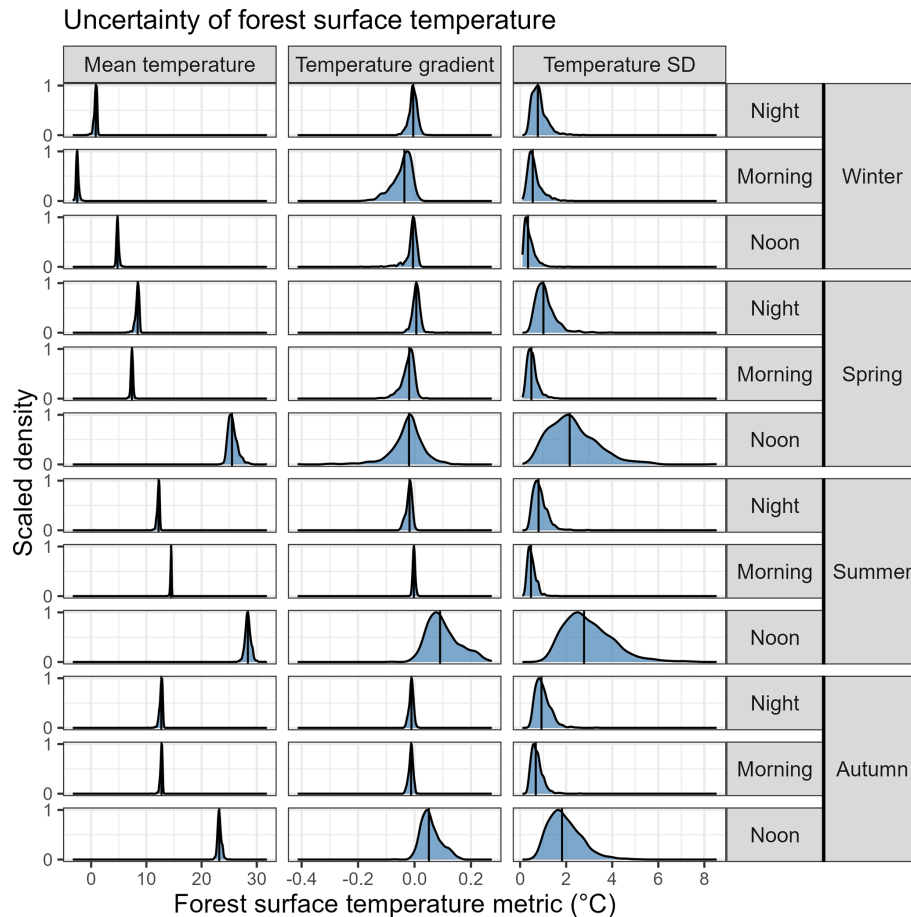 Uncertainty of forest surface temperature
Mean temperature Temperature gradient Temperature SD
1
0
Night
1
0
Morning
Winter
1
0
Noon
1
0
Night
1
0
Morning
Spring
1
0
Noon
1
0
Night
1
0
Morning
Summer
1
0
Noon
1
0
Night
1
0
Morning
Autumn
1
0
Noon
Scaled density
0 10 20 30 -0.4 -0.2 0.0 0.2 0 2 4 6 8
Forest surface temperature metric (°C)